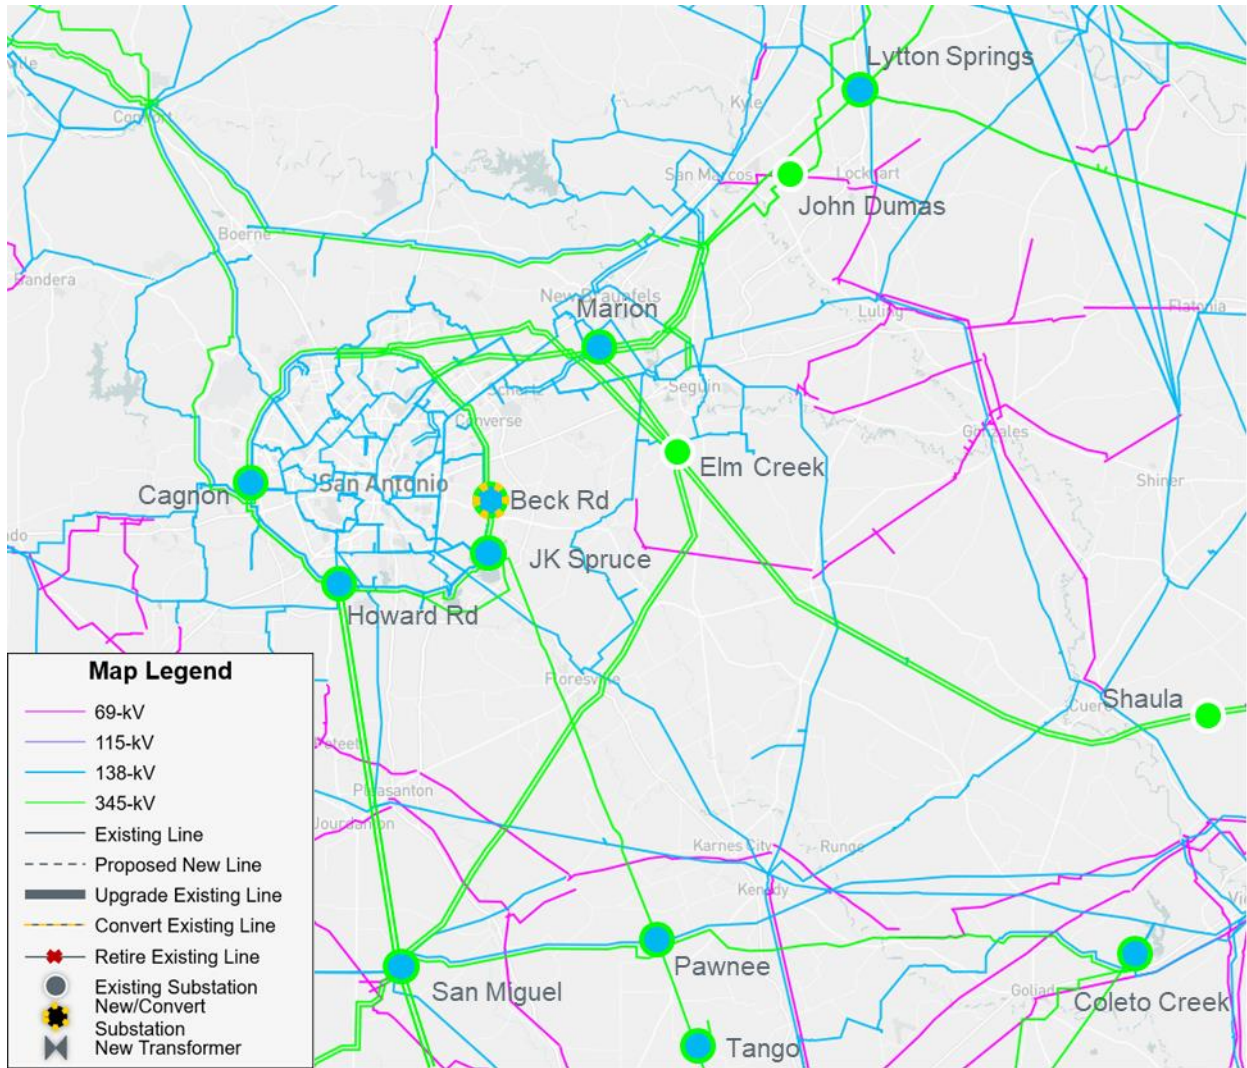 Lytton Springs
Kyle
Comfort
San Marcos
Lockhart
John Dumas
Boerne
Bandera
New Braunfels
Marion
Luling
Flatonia
Seguin
Schertz
Converse
Gonzales
Elm Creek
San Antonio
Cagnon
Beck Rd
Shiner
JK Spruce
Howard Rd
Floresville
Cuero
Shaula
Map Legend
69-kV
115-kV
138-kV
345-kV
Existing Line
Proposed New Line
Upgrade Existing Line
Convert Existing Line
Retire Existing Line
Existing Substation
New/Convert
Substation
New Transformer
Poteet
Pleasanton
Jourdanton
Karnes City
Runge
Kenedy
Pawnee
San Miguel
Goliad
Coleto Creek
Tango